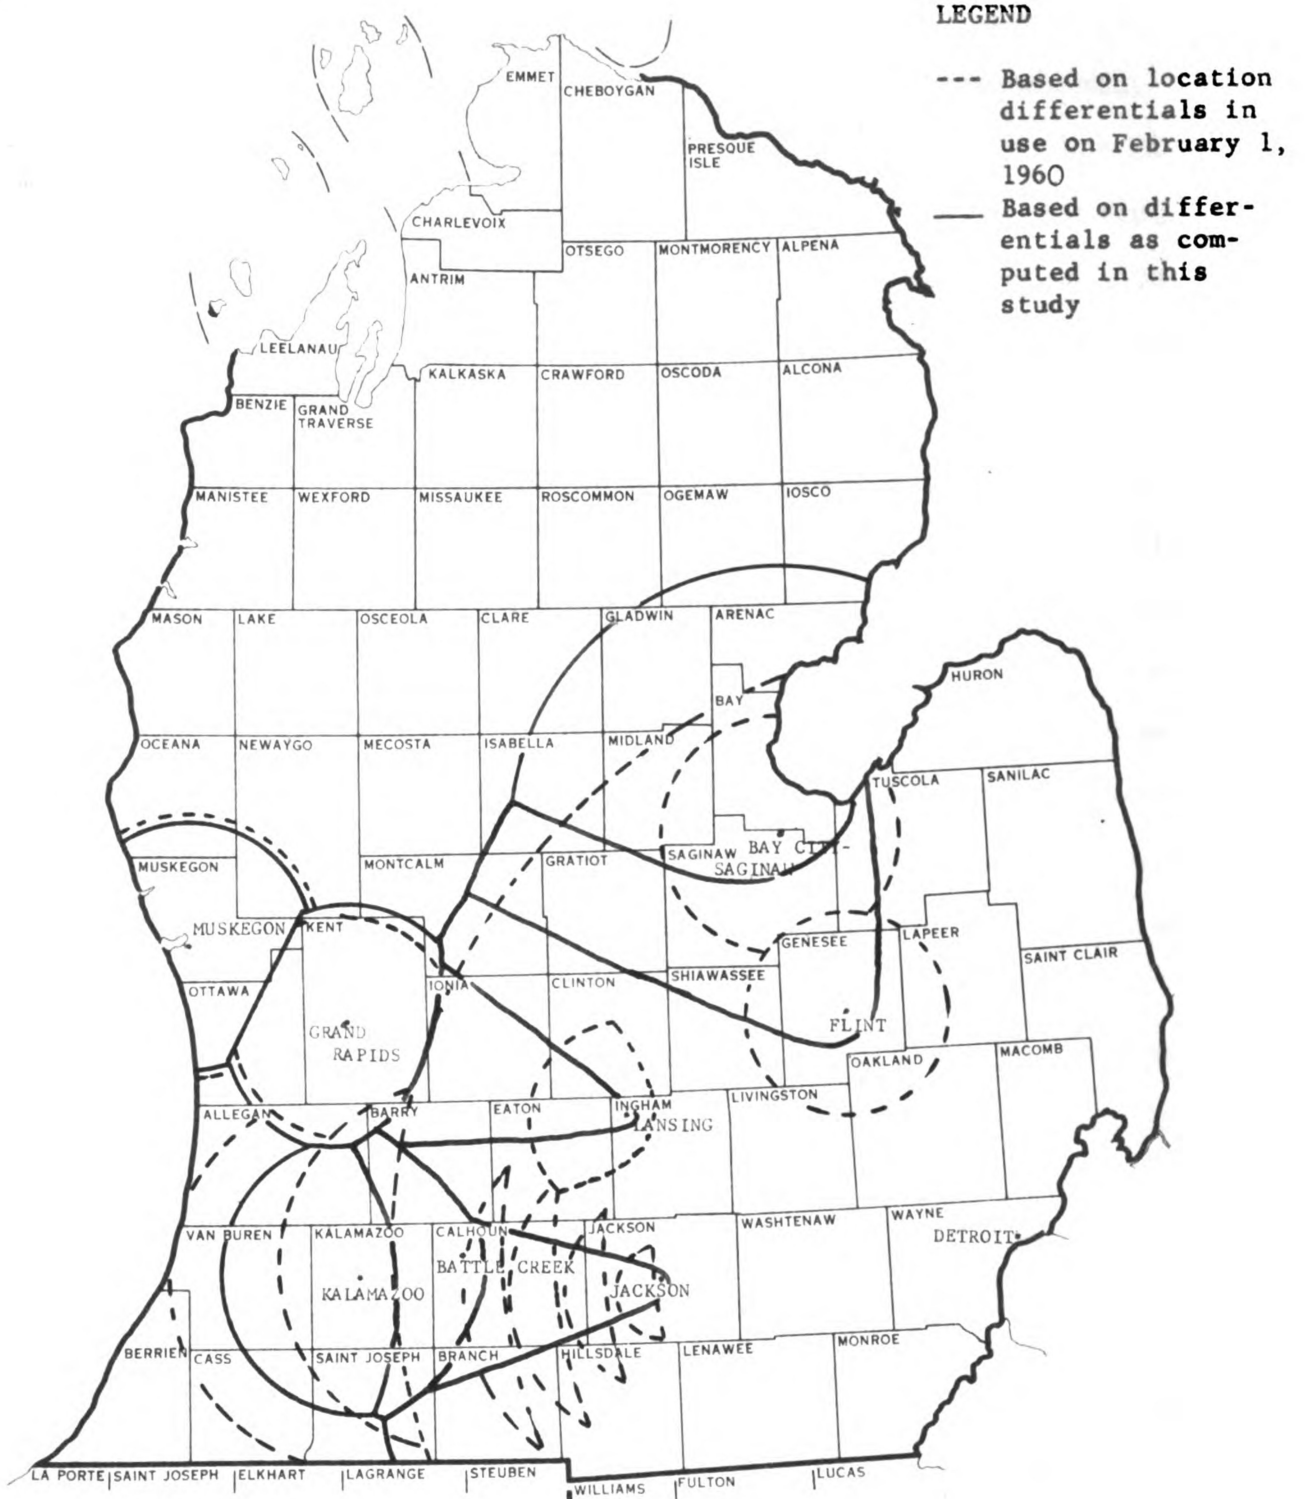 LEGEND
--- Based on location
differentials in
use on February 1,
1960
— Based on differ-
entials as com-
puted in this
study
EMMET
CHEBOYGAN
PRESQUE
ISLE
CHARLEVOIX
OTSEGO
MONTMORENCY
ALPENA
ANTRIM
LEELANAU
KALKASKA
CRAWFORD
OSCODA
ALCONA
BENZIE
GRAND
TRAVERSE
MANISTEE
WEXFORD
MISSAUKEE
ROSCOMMON
OGEMAW
IOSCO
MASON
LAKE
OSCEOLA
CLARE
GLADWIN
ARENAC
HURON
BAY
OCEANA
NEWAYGO
MECOSTA
ISABELLA
MIDLAND
TUSCOLA
SANILAC
MUSKEGON
MONTCALM
GRATIOT
SAGINAW
BAY CITY-
SAGINAW
MUSKEGON
KENT
GENESEE
LAPEER
SAINT CLAIR
OTTAWA
IONIA
CLINTON
SHIAWASSEE
GRAND
RAPIDS
FLINT
OAKLAND
MACOMB
ALLEGAN
BARRY
EATON
INGHAM
LIVINGSTON
LANSING
VAN BUREN
KALAMAZOO
CALHOUN
JACKSON
WASHTENAW
WAYNE
DETROIT
BATTLE CREEK
KALAMAZOO
JACKSON
BERRIEN
CASS
SAINT JOSEPH
BRANCH
HILLSDALE
LENAWEE
MONROE
LA PORTE
SAINT JOSEPH
ELKHART
LAGRANGE
STEUBEN
WILLIAMS
FULTON
LUCAS